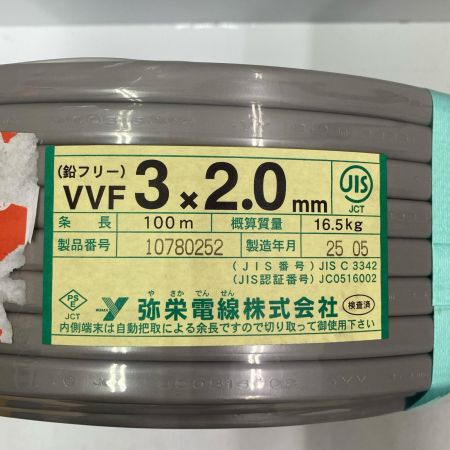 (鉛フリー)
VVF 3×2.0mm
JIS
JCT
条長 100m 概算質量 16.5kg
製品番号 10780252 製造年月 25 05
(JIS番号) JIS C 3342
(JIS認証番号) JC0516002
PS E
JCT
やさかでんせん
弥栄電線株式会社
検査済
内側端末は自動把取による余長ですので切り取って御使用下さい